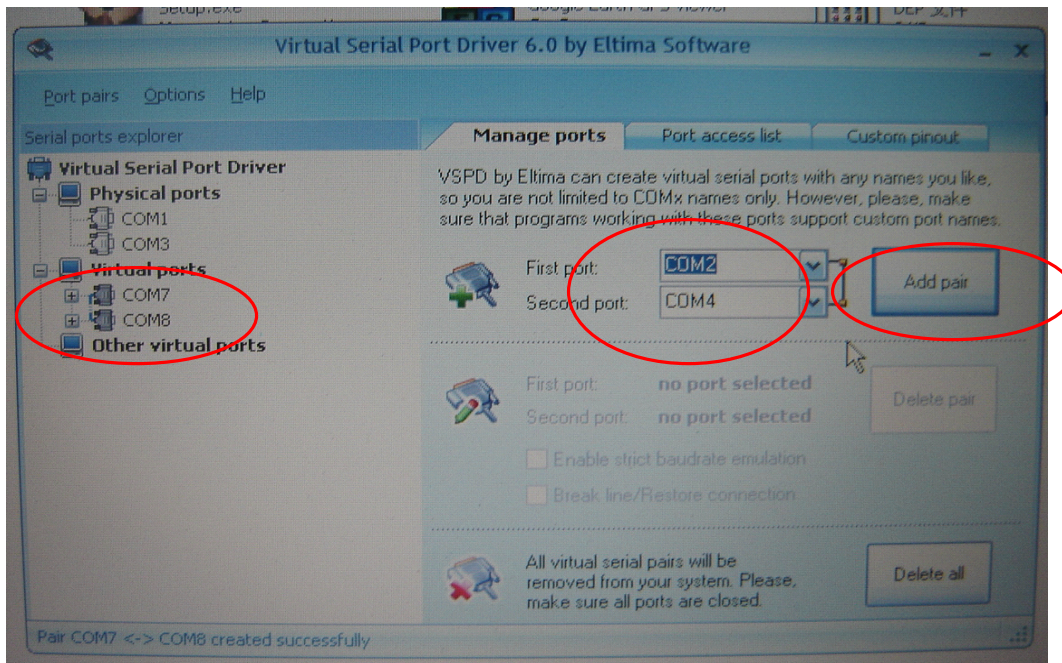 Setup.exe
Google Earth GPS Viewer
DEP 文件
Virtual Serial Port Driver 6.0 by Eltima Software
Port pairs Options Help
Serial ports explorer
Virtual Serial Port Driver
Physical ports
COM1
COM3
Virtual ports
COM7
COM8
Other virtual ports
Manage ports Port access list Custom pinout
VSPD by Eltima can create virtual serial ports with any names you like,
so you are not limited to COMx names only. However, please, make
sure that programs working with these ports support custom port names.
First port: COM2
Second port: COM4
Add pair
First port: no port selected
Second port: no port selected
Delete pair
Enable strict baudrate emulation
Break line/Restore connection
All virtual serial pairs will be
removed from your system. Please,
make sure all ports are closed.
Delete all
Pair COM7 <-> COM8 created successfully